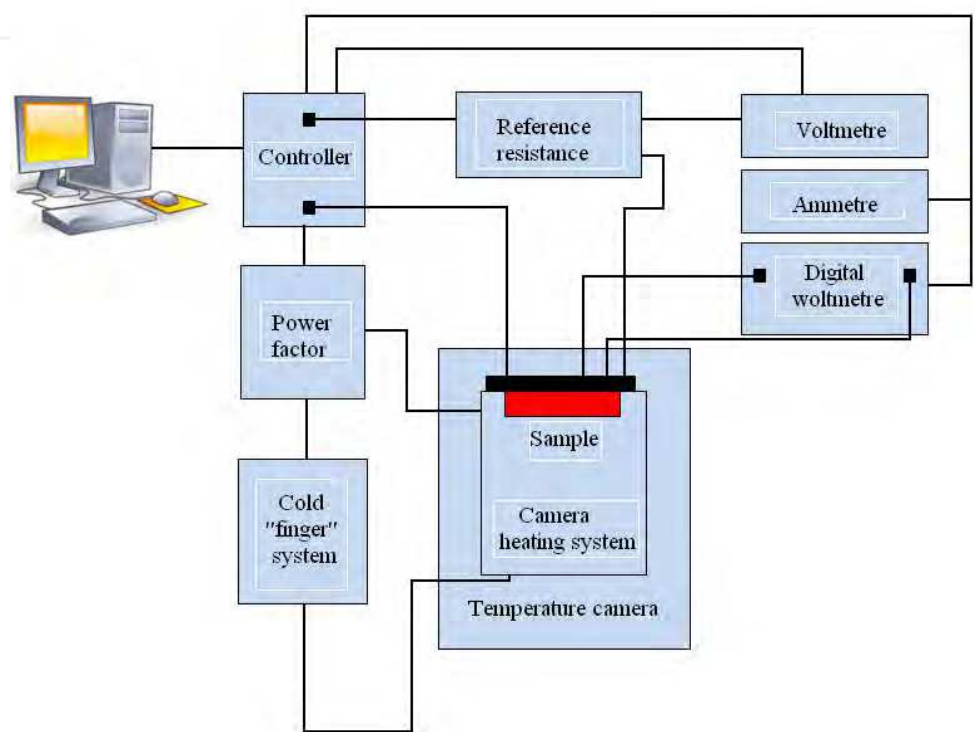 Controller
Reference
resistance
Voltmetre
Ammetre
Digital
woltmetre
Power
factor
Cold
"finger"
system
Sample
Camera
heating system
Temperature camera